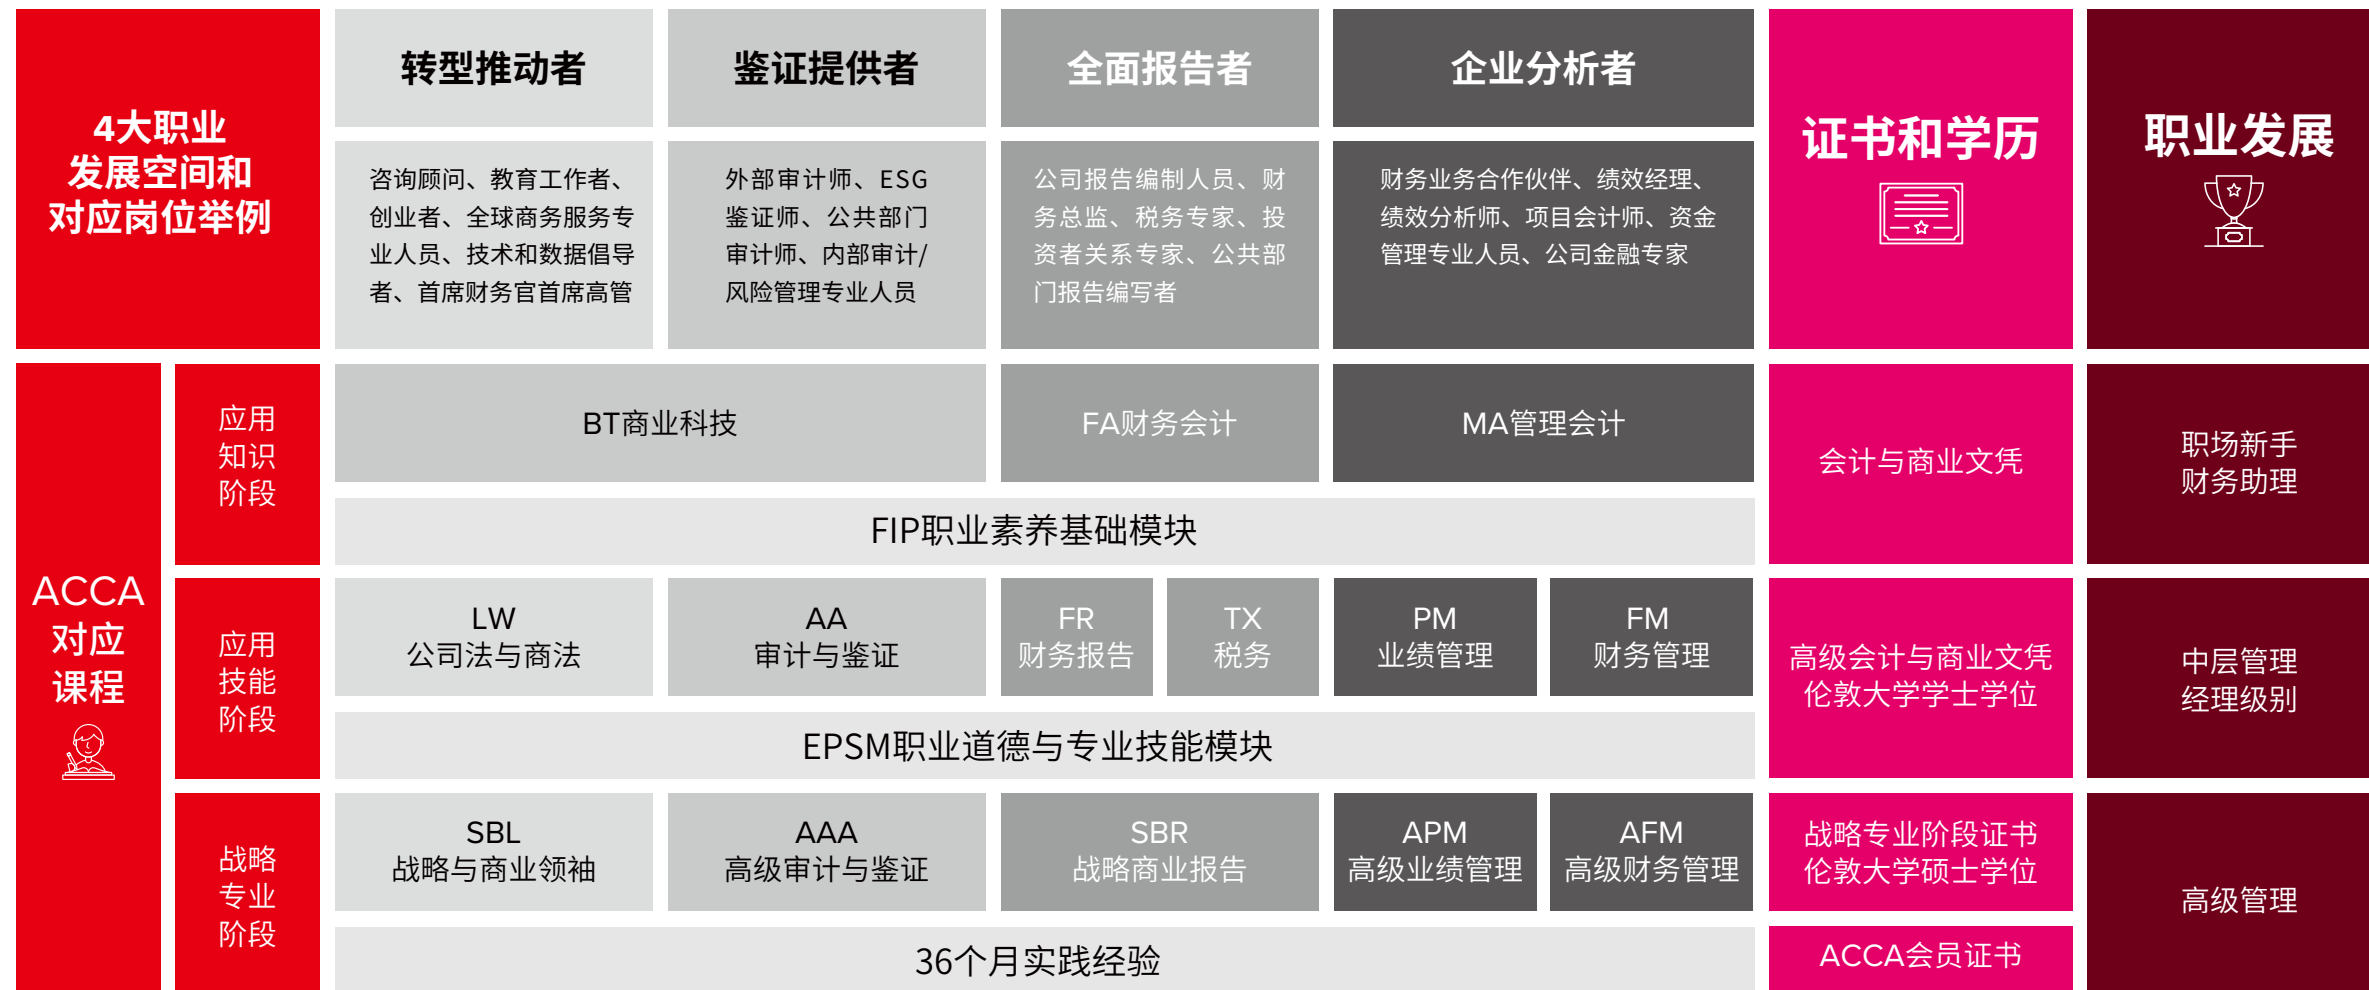 4大职业
发展空间和
对应岗位举例
转型推动者
鉴证提供者
全面报告者
企业分析者
咨询顾问、教育工作者、
创业者、全球商务服务专
业人员、技术和数据倡导
者、首席财务官首席高管
外部审计师、ESG
鉴证师、公共部门
审计师、内部审计/
风险管理专业人员
公司报告编制人员、财
务总监、税务专家、投
资者关系专家、公共部
门报告编写者
财务业务合作伙伴、绩效经理、
绩效分析师、项目会计师、资金
管理专业人员、公司金融专家
证书和学历
职业发展
ACCA
对应
课程
应用
知识
阶段
BT商业科技
FA财务会计
MA管理会计
FIP职业素养基础模块
会计与商业文凭
职场新手
财务助理
应用
技能
阶段
LW
公司法与商法
AA
审计与鉴证
FR
财务报告
TX
税务
PM
业绩管理
FM
财务管理
EPSM职业道德与专业技能模块
高级会计与商业文凭
伦敦大学学士学位
中层管理
经理级别
战略
专业
阶段
SBL
战略与商业领袖
AAA
高级审计与鉴证
SBR
战略商业报告
APM
高级业绩管理
AFM
高级财务管理
36个月实践经验
战略专业阶段证书
伦敦大学硕士学位
ACCA会员证书
高级管理